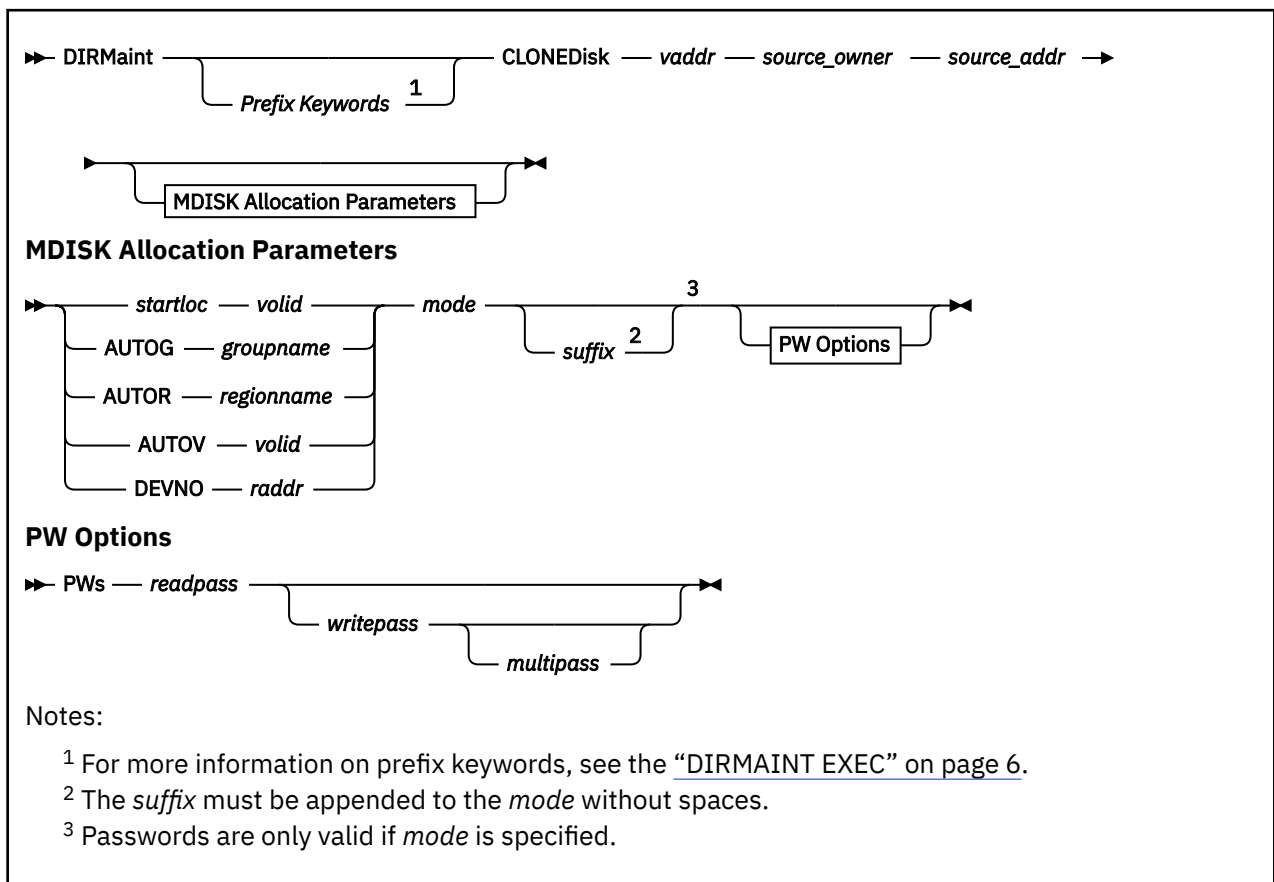 DIRMaint CLONEDisk vaddr source_owner source_addr
Prefix Keywords 1
MDISK Allocation Parameters
MDISK Allocation Parameters
startloc volid mode 3
suffix 2 PW Options
AUTOG groupname
AUTOR regionname
AUTOV volid
DEVNO raddr
PW Options
PWs readpass
writepass
multipass
Notes:
1 For more information on prefix keywords, see the “DIRMAINT EXEC” on page 6.
2 The suffix must be appended to the mode without spaces.
3 Passwords are only valid if mode is specified.